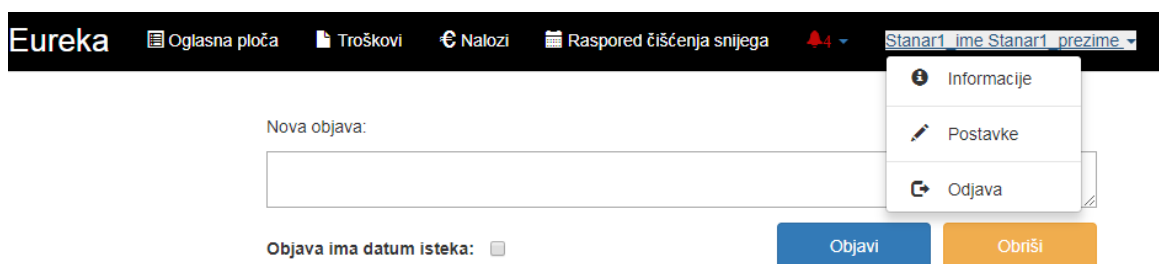 Eureka Oglasna ploča Troškovi Nalozi Raspored čišćenja snijega 4 Stanar1_ime Stanar1_prezime
Informacije
Nova objava:
Postavke
Odjava
Objava ima datum isteka: Objavi Obriši